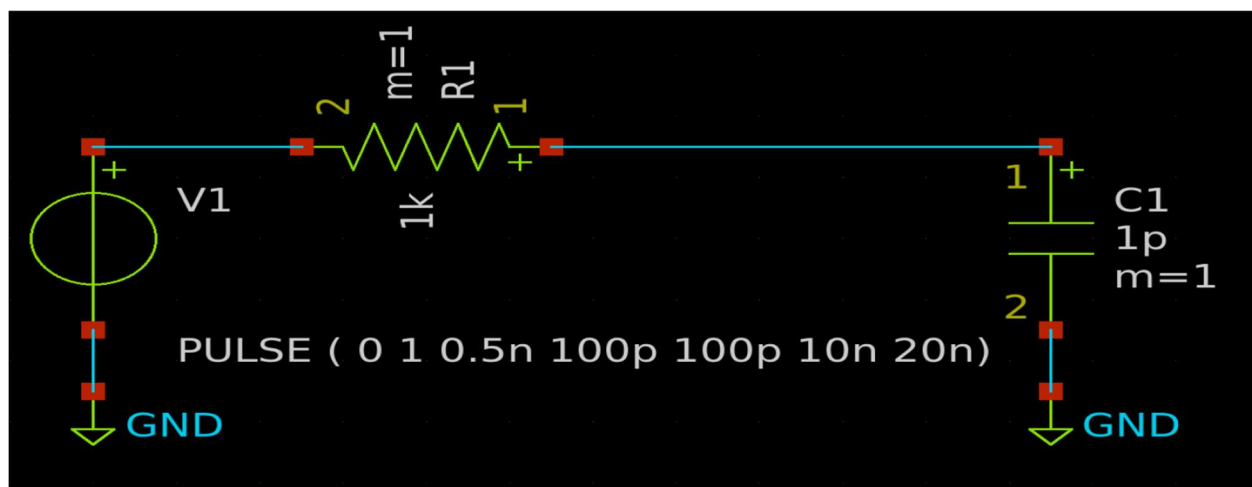 m=1
R1
2
1
+
+
1k
V1
1
+
C1
1p
m=1
2
PULSE ( 0 1 0.5n 100p 100p 10n 20n)
GND
GND